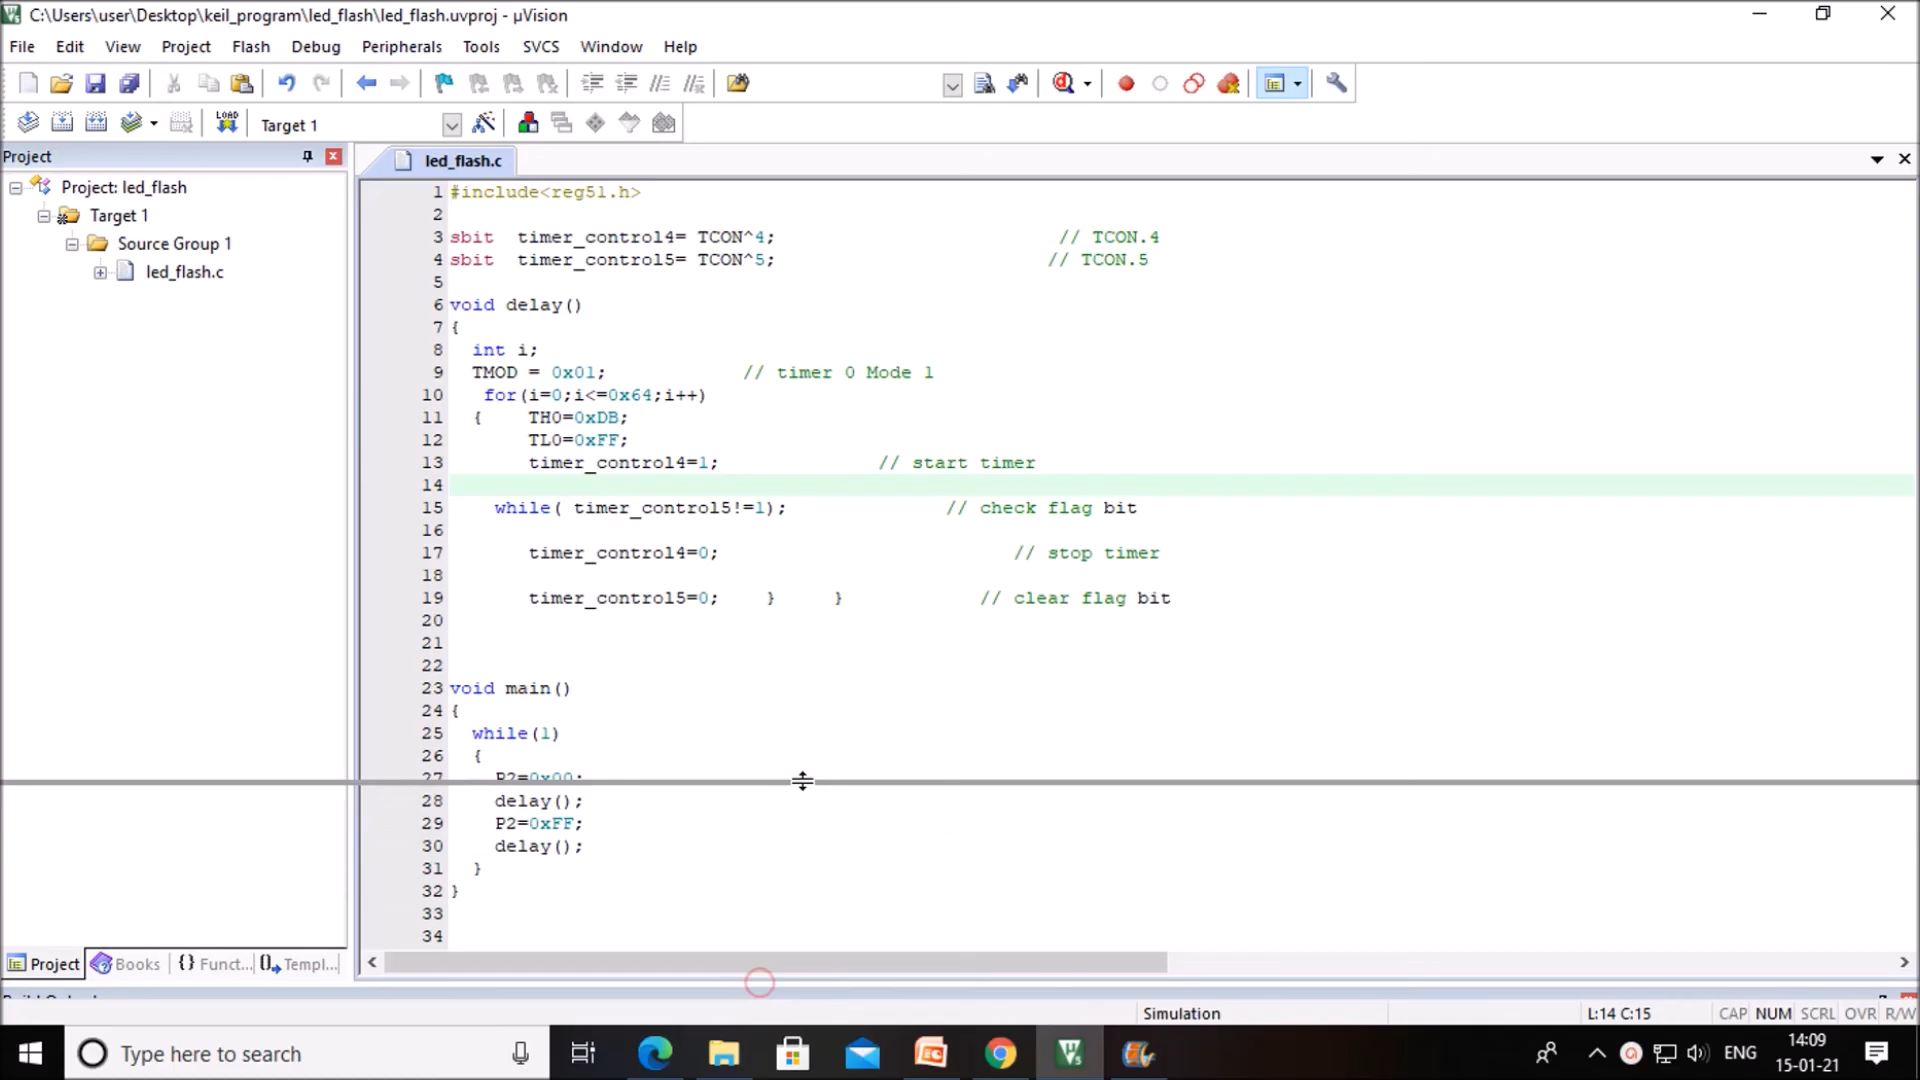 C:\Users\user\Desktop\keil_program\led_flash\led_flash.uvproj - µVision
File Edit View Project Flash Debug Peripherals Tools SVCS Window Help
LOAD Target 1
Project
led_flash.c
Project: led_flash
Target 1
Source Group 1
led_flash.c
1 #include<reg51.h>
2
3 sbit timer_control4= TCON^4; // TCON.4
4 sbit timer_control5= TCON^5; // TCON.5
5
6 void delay()
7 {
8 int i;
9 TMOD = 0x01; // timer 0 Mode 1
10 for(i=0;i<=0x64;i++)
11 { TH0=0xDB;
12 TL0=0xFF;
13 timer_control4=1; // start timer
14
15 while( timer_control5!=1); // check flag bit
16
17 timer_control4=0; // stop timer
18
19 timer_control5=0; } } // clear flag bit
20
21
22
23 void main()
24 {
25 while(1)
26 {
27 P2=0x00;
28 delay();
29 P2=0xFF;
30 delay();
31 }
32 }
33
34
Project Books {} Funct... Templ...
Simulation L:14 C:15 CAP NUM SCRL OVR R/W
Type here to search
ENG
14:09
15-01-21